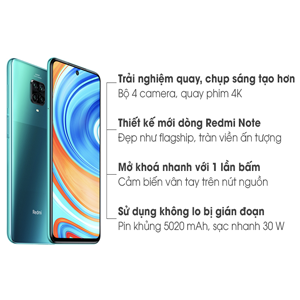 Trải nghiệm quay, chụp sáng tạo hơn
Bộ 4 camera, quay phim 4K
Thiết kế mới dòng Redmi Note
Đẹp như flagship, tràn viền ấn tượng
Mở khoá nhanh với 1 lần bấm
Cảm biến vân tay trên nút nguồn
Sử dụng không lo bị gián đoạn
Pin khủng 5020 mAh, sạc nhanh 30 W
Redmi